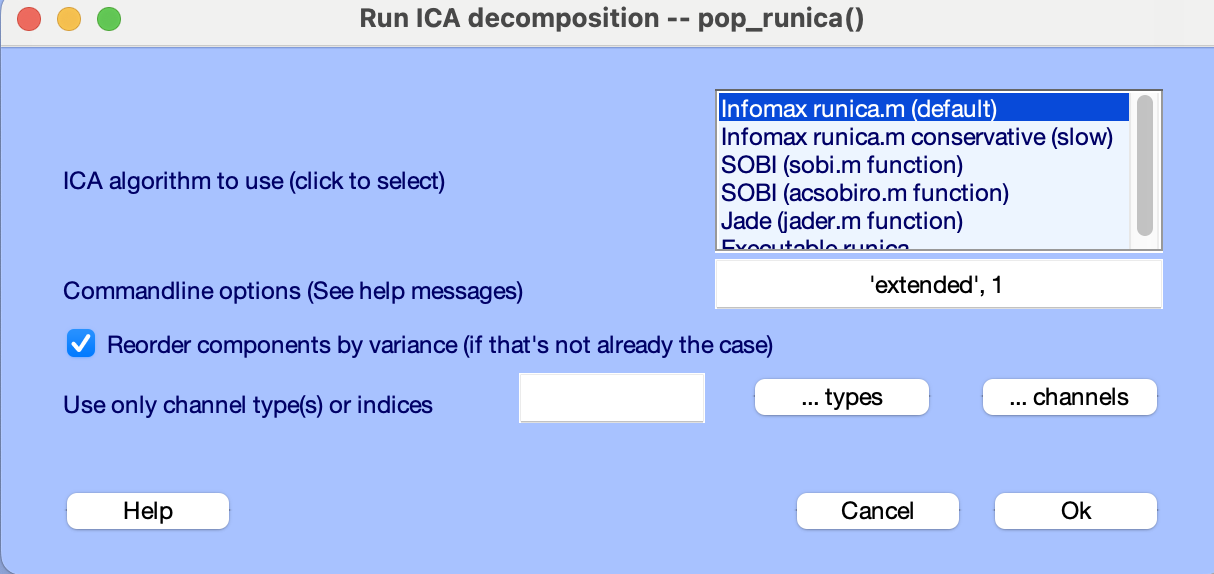 Run ICA decomposition -- pop_runica()
ICA algorithm to use (click to select)
Infomax runica.m (default)
Infomax runica.m conservative (slow)
SOBI (sobi.m function)
SOBI (acsobiro.m function)
Jade (jader.m function)
Executable runica
Commandline options (See help messages)
'extended', 1
Reorder components by variance (if that's not already the case)
Use only channel type(s) or indices
... types
... channels
Help
Cancel
Ok